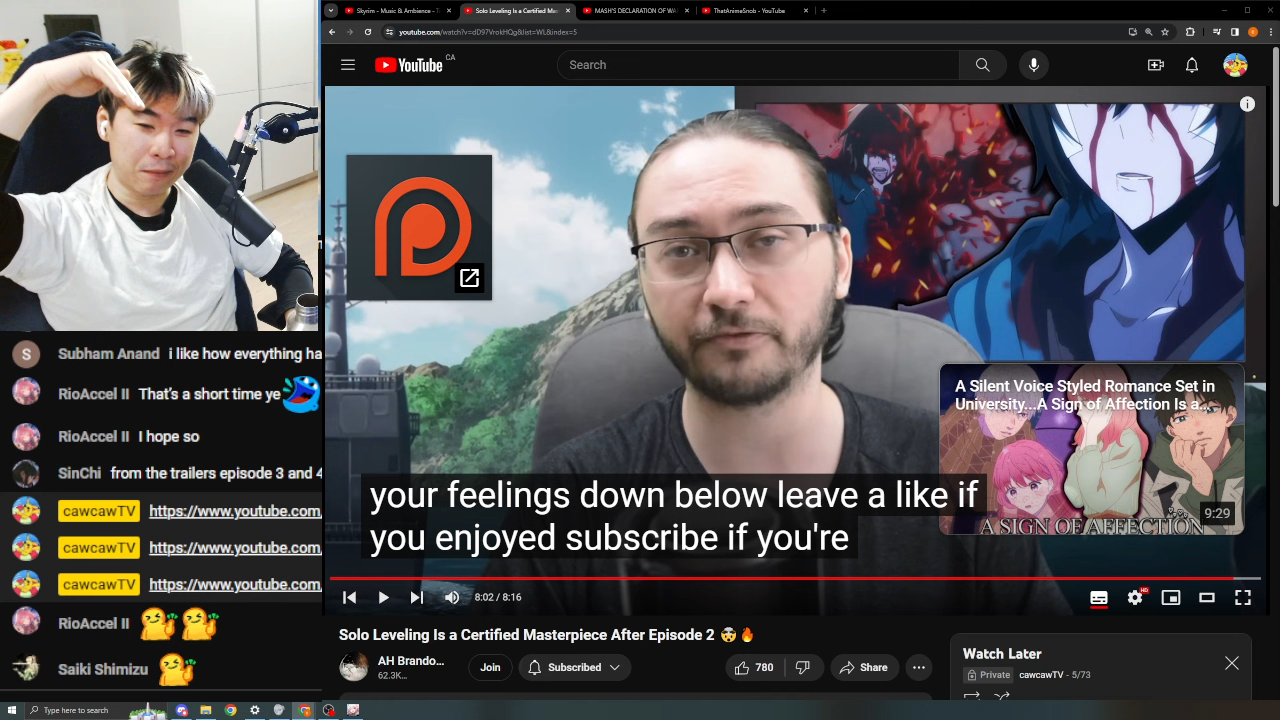 Skyrim - Music & Ambience - T
Solo Leveling Is a Certified Master
MASH'S DECLARATION OF WA
ThatAnimeSnob - YouTube
youtube.com/watch?v=dD97VrokHQg&list=WL&index=5
YouTube CA
Search
A Silent Voice Styled Romance Set in
University...A Sign of Affection Is a...
9:29
A SIGN OF AFFECTION
your feelings down below leave a like if
you enjoyed subscribe if you're
8:02 / 8:16
HD
Solo Leveling Is a Certified Masterpiece After Episode 2 🤯🔥
AH Brando...
62.3K...
Join
Subscribed
780
Share
Watch Later
Private cawcawTV - 5/73
S Subham Anand i like how everything ha
RioAccel II That's a short time ye
RioAccel II I hope so
SinChi from the trailers episode 3 and 4
cawcawTV https://www.youtube.com
cawcawTV https://www.youtube.com
cawcawTV https://www.youtube.com
RioAccel II
Saiki Shimizu
Type here to search